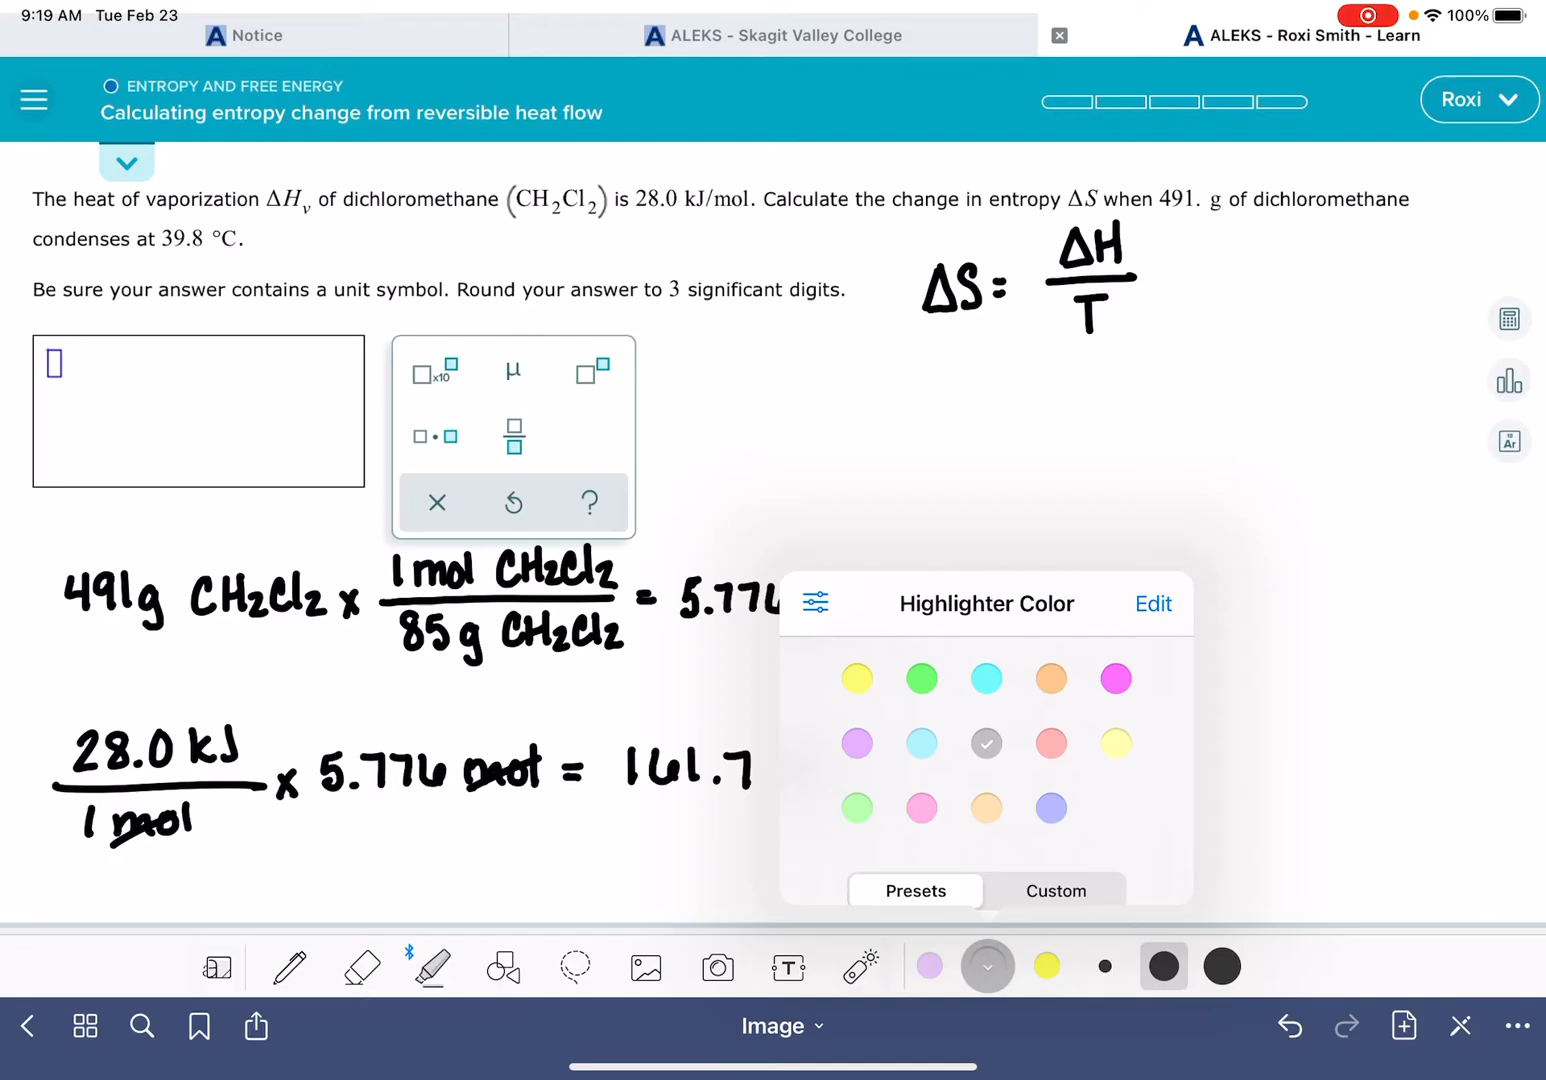 9:19 AM Tue Feb 23
100%
Notice
ALEKS - Skagit Valley College
ALEKS - Roxi Smith - Learn
ENTROPY AND FREE ENERGY
Calculating entropy change from reversible heat flow
Roxi
The heat of vaporization ΔHv of dichloromethane (CH2Cl2) is 28.0 kJ/mol. Calculate the change in entropy ΔS when 491. g of dichloromethane
condenses at 39.8 °C.
Be sure your answer contains a unit symbol. Round your answer to 3 significant digits.
ΔS = ΔH / T
x10
μ
?
Ar
491g CH2Cl2 x 1 mol CH2Cl2 / 85 g CH2Cl2 = 5.776
28.0 kJ / 1 mol x 5.776 mol = 161.7
Highlighter Color
Edit
Presets
Custom
T
Image